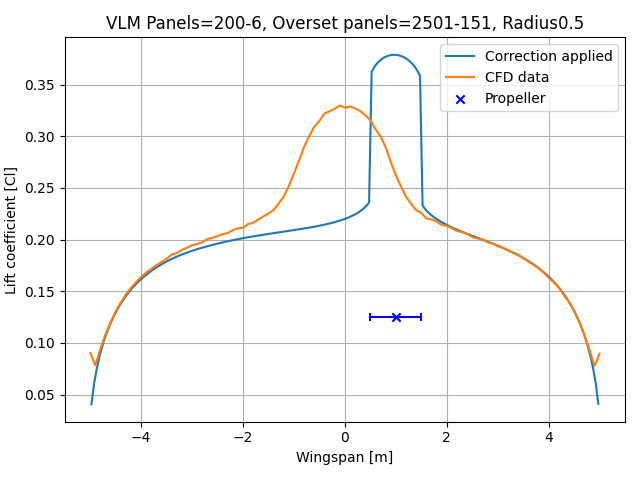 VLM Panels=200-6, Overset panels=2501-151, Radius0.5
Correction applied
CFD data
Propeller
Lift coefficient [Cl]
0.35
0.30
0.25
0.20
0.15
0.10
0.05
−4
−2
0
2
4
Wingspan [m]